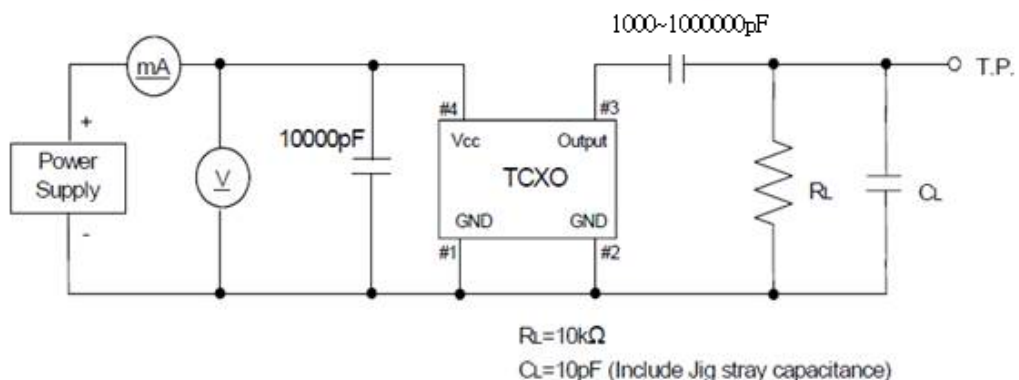 1000~1000000pF
mA
T.P.
#4
#3
+
10000pF
Vcc
Output
Power
Supply
V
TCXO
RL
CL
GND
GND
-
#1
#2
RL=10kΩ
CL=10pF (Include Jig stray capacitance)